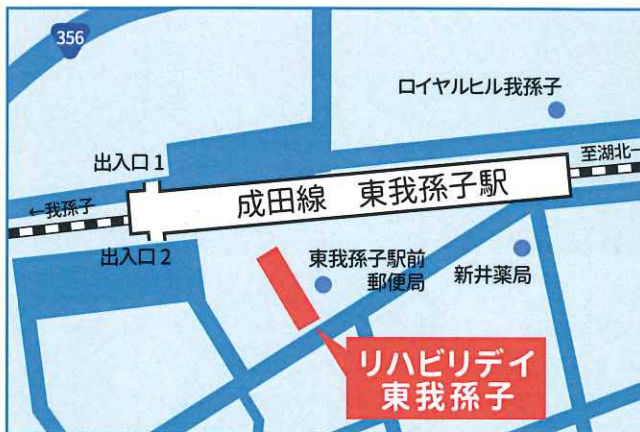 356
ロイヤルヒル我孫子
出入口1
至湖北→
成田線 東我孫子駅
←我孫子
出入口2
東我孫子駅前
郵便局
新井薬局
リハビリデイ
東我孫子